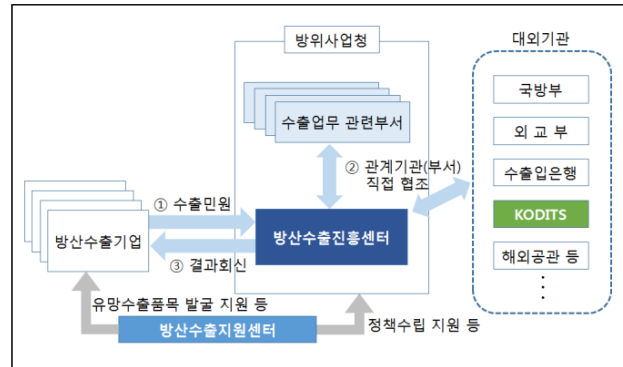 방위사업청
대외기관
수출업무 관련부서
국방부
외 교 부
수출입은행
KODITS
해외공관 등
② 관계기관(부서)
직접 협조
① 수출민원
방산수출기업
방산수출진흥센터
③ 결과회신
유망수출품목 발굴 지원 등
방산수출지원센터
정책수립 지원 등